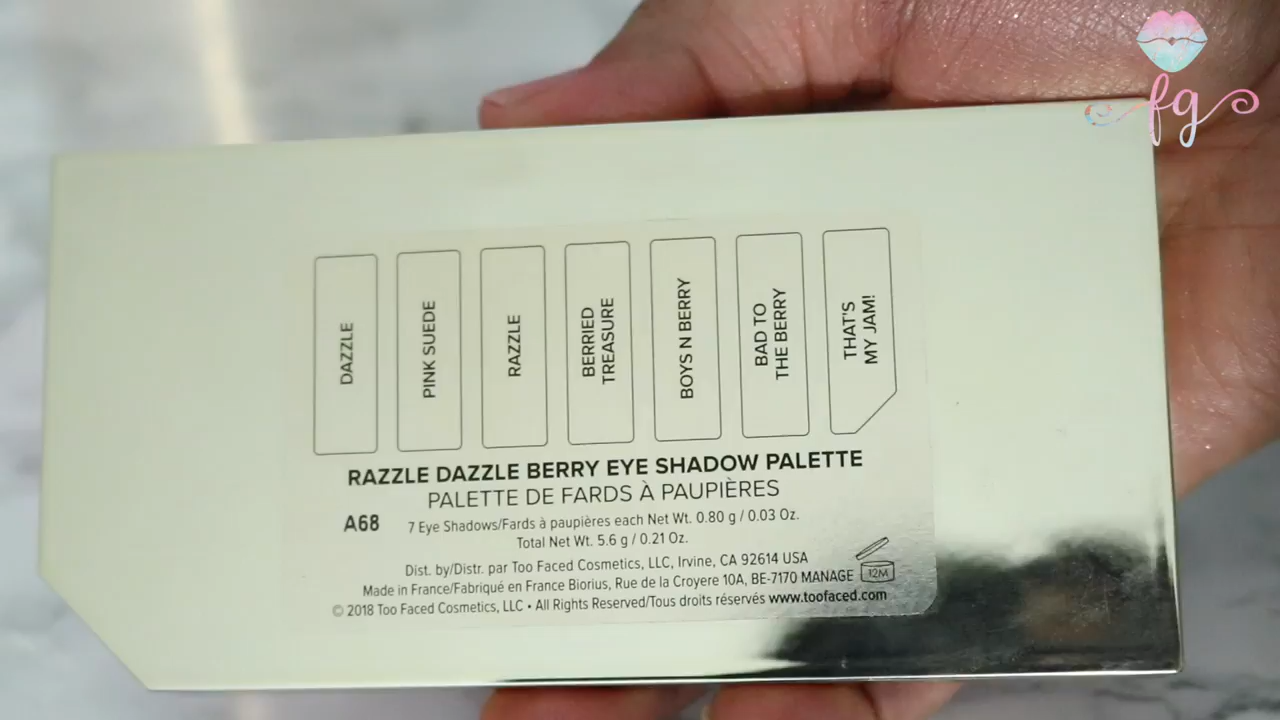 fg
DAZZLE
PINK SUEDE
RAZZLE
BERRIED
TREASURE
BOYS N BERRY
BAD TO
THE BERRY
THAT'S
MY JAM!
RAZZLE DAZZLE BERRY EYE SHADOW PALETTE
PALETTE DE FARDS À PAUPIÈRES
A68
7 Eye Shadows/Fards à paupières each Net Wt. 0.80 g / 0.03 Oz.
Total Net Wt. 5.6 g / 0.21 Oz.
Dist. by/Distr. par Too Faced Cosmetics, LLC, Irvine, CA 92614 USA
Made in France/Fabriqué en France Biorius, Rue de la Croyere 10A, BE-7170 MANAGE
12M
© 2018 Too Faced Cosmetics, LLC • All Rights Reserved/Tous droits réservés www.toofaced.com